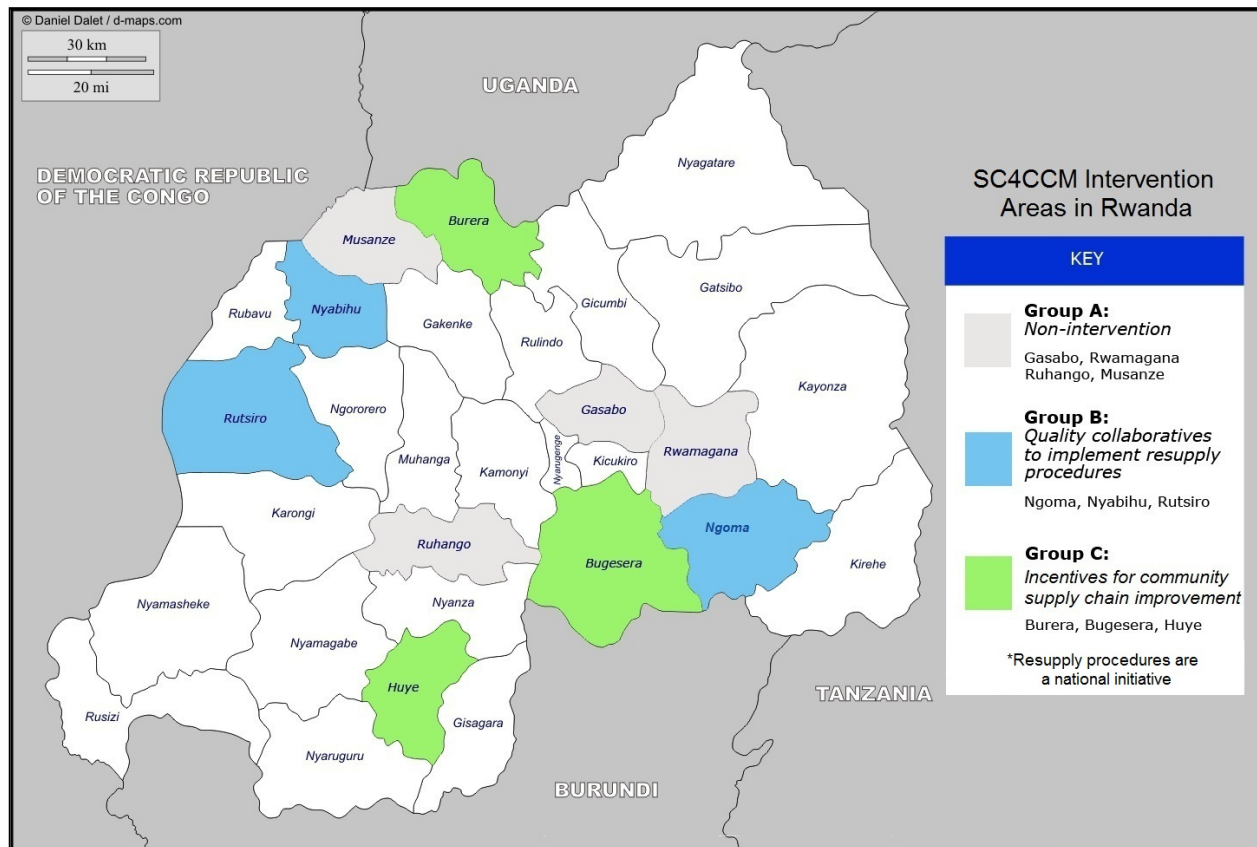 © Daniel Dalet / d-maps.com
30 km
20 mi
UGANDA
DEMOCRATIC REPUBLIC
OF THE CONGO
Nyagatare
Burera
Musanze
Gatsibo
Gicumbi
Rubavu
Nyabihu
Gakenke
Rulindo
Kayonza
Rutsiro
Ngororero
Gasabo
Rwamagana
Muhanga
Kamonyi
Nyarugenge
Kicukiro
Karongi
Ngoma
Ruhango
Bugesera
Kirehe
Nyamasheke
Nyanza
Nyamagabe
Huye
Rusizi
Gisagara
Nyaruguru
TANZANIA
BURUNDI
SC4CCM Intervention
Areas in Rwanda
KEY
Group A:
Non-intervention
Gasabo, Rwamagana
Ruhango, Musanze
Group B:
Quality collaboratives
to implement resupply
procedures
Ngoma, Nyabihu, Rutsiro
Group C:
Incentives for community
supply chain improvement
Burera, Bugesera, Huye
*Resupply procedures are
a national initiative